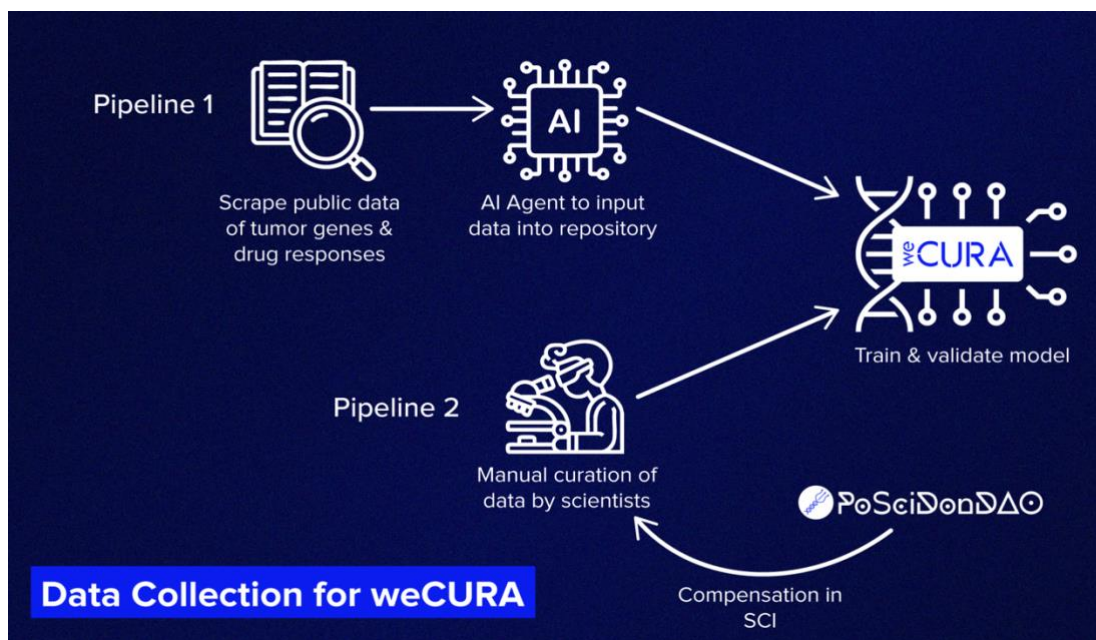 Pipeline 1
AI
Scrape public data
of tumor genes &
drug responses
AI Agent to input
data into repository
weCURA
Train & validate model
Pipeline 2
Manual curation of
data by scientists
PoSciDonDAO
Compensation in
SCI
Data Collection for weCURA